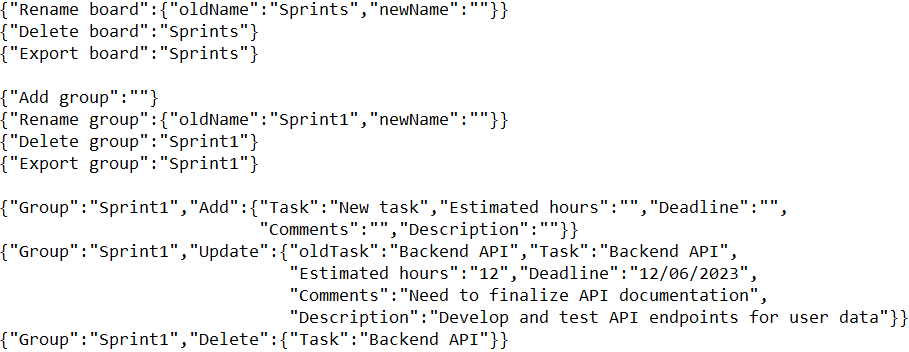 {"Rename board":{"oldName":"Sprints","newName":""}}
{"Delete board":"Sprints"}
{"Export board":"Sprints"}
{"Add group":""}
{"Rename group":{"oldName":"Sprint1","newName":""}}
{"Delete group":"Sprint1"}
{"Export group":"Sprint1"}
{"Group":"Sprint1","Add":{"Task":"New task","Estimated hours":"","Deadline":"",
"Comments":"","Description":""}}
{"Group":"Sprint1","Update":{"oldTask":"Backend API","Task":"Backend API",
"Estimated hours":"12","Deadline":"12/06/2023",
"Comments":"Need to finalize API documentation",
"Description":"Develop and test API endpoints for user data"}}
{"Group":"Sprint1","Delete":{"Task":"Backend API"}}